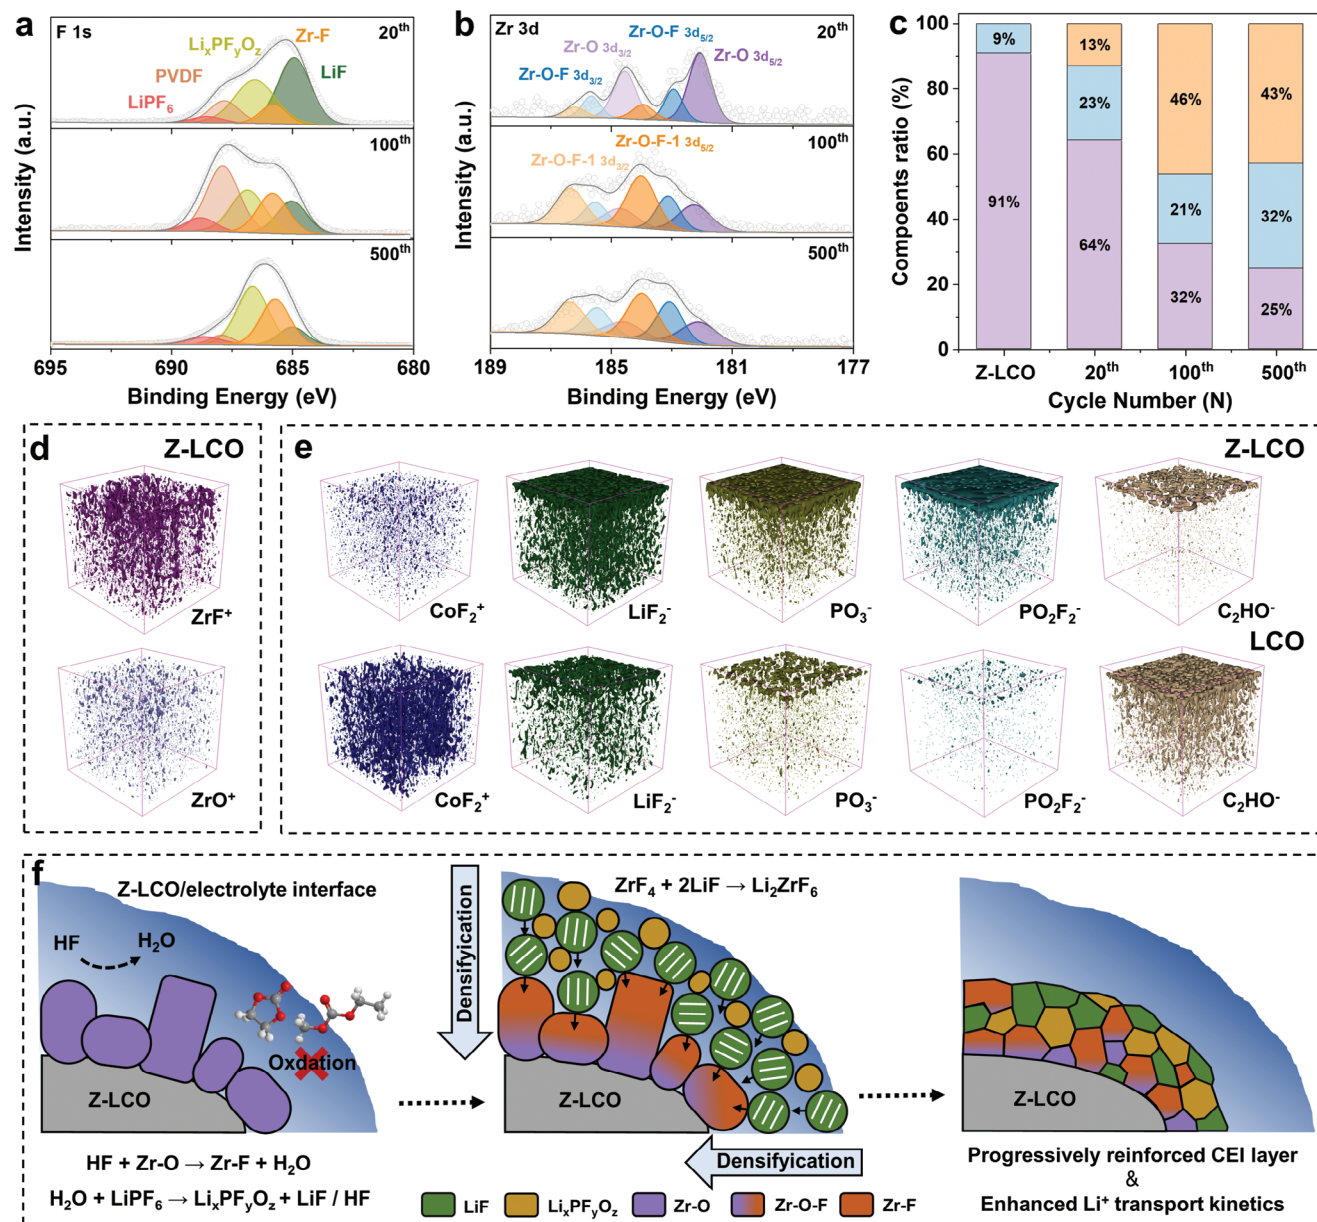 a
F 1s
20th
LixPFyOz
Zr-F
PVDF
LiF
LiPF6
100th
500th
Intensity (a.u.)
695 690 685 680
Binding Energy (eV)
b
Zr 3d
20th
Zr-O-F 3d5/2
Zr-O 3d3/2
Zr-O 3d5/2
Zr-O-F 3d3/2
100th
Zr-O-F-1 3d5/2
Zr-O-F-1 3d3/2
500th
Intensity (a.u.)
189 185 181 177
Binding Energy (eV)
c
100
80
60
40
20
0
Compoents ratio (%)
9%
91%
13%
23%
64%
46%
21%
32%
43%
32%
25%
Z-LCO 20th 100th 500th
Cycle Number (N)
d
Z-LCO
ZrF+
ZrO+
e
Z-LCO
CoF2+
LiF2-
PO3-
PO2F2-
C2HO-
LCO
CoF2+
LiF2-
PO3-
PO2F2-
C2HO-
f
Z-LCO/electrolyte interface
HF
H2O
Oxdation
Z-LCO
HF + Zr-O → Zr-F + H2O
H2O + LiPF6 → LixPFyOz + LiF / HF
Densifyication
ZrF4 + 2LiF → Li2ZrF6
Z-LCO
Densifyication
Z-LCO
Progressively reinforced CEI layer
&
Enhanced Li+ transport kinetics
LiF LixPFyOz Zr-O Zr-O-F Zr-F